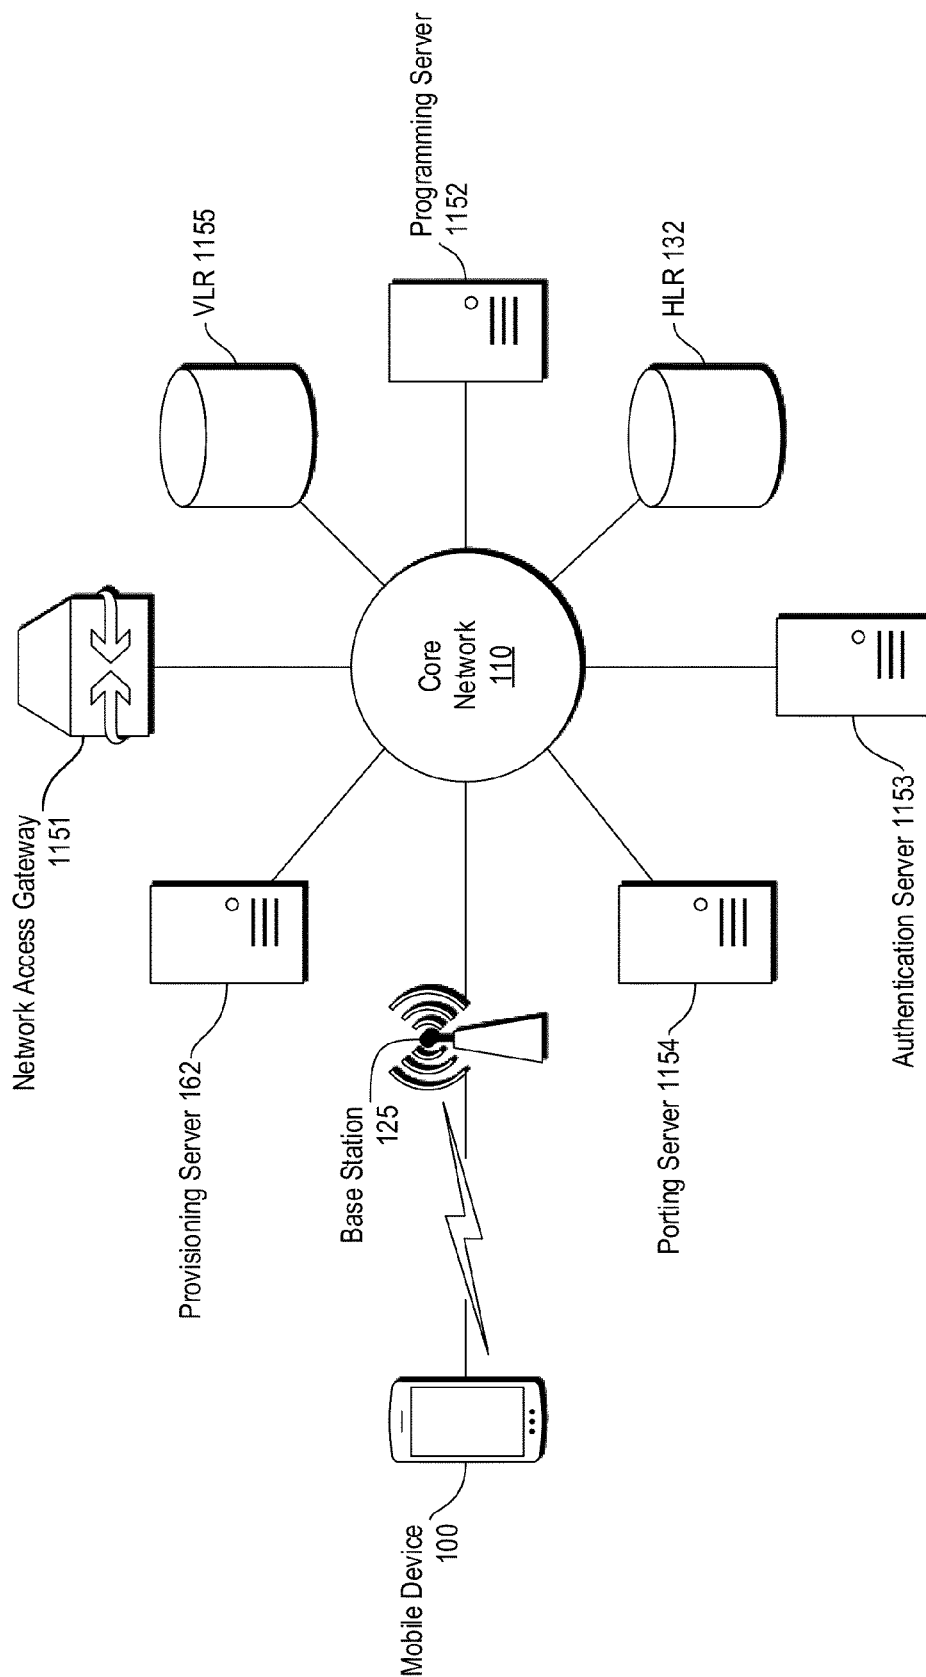 Network Access Gateway
1151
VLR 1155
Provisioning Server 162
Programming Server
1152
Base Station
125
Core
Network
110
Mobile Device
100
HLR 132
Porting Server 1154
Authentication Server 1153